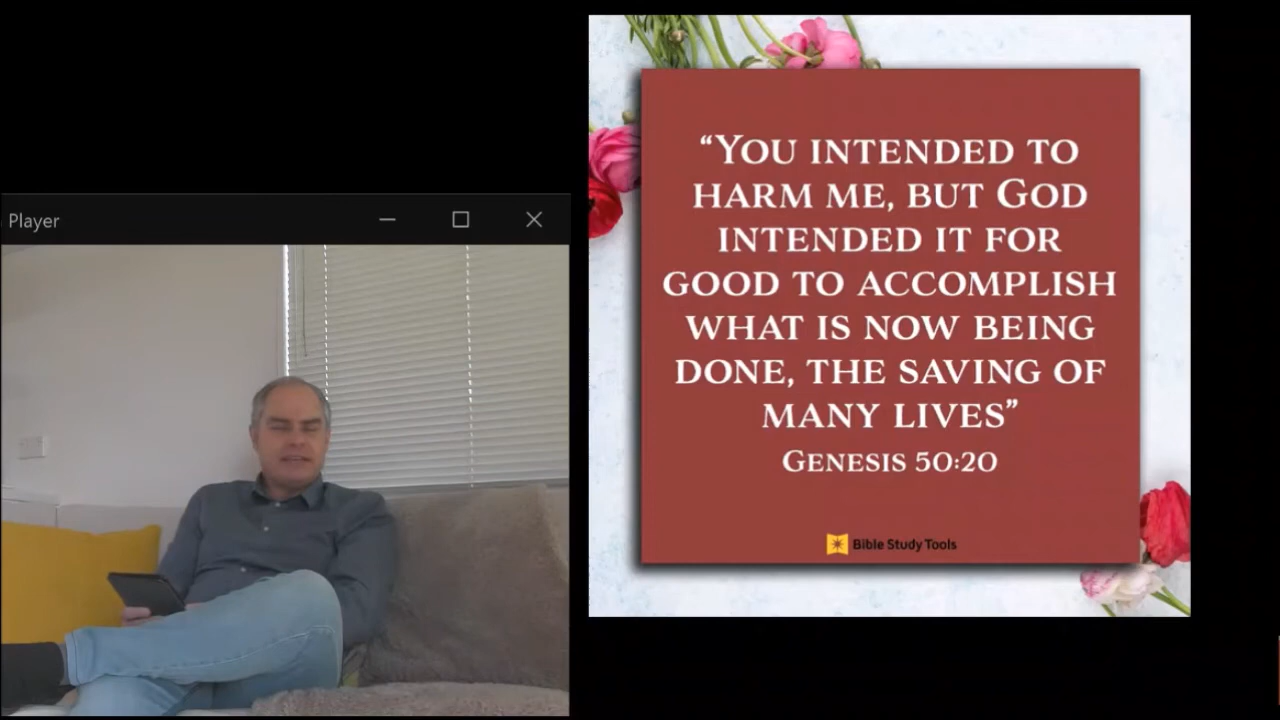 Player
“YOU INTENDED TO
HARM ME, BUT GOD
INTENDED IT FOR
GOOD TO ACCOMPLISH
WHAT IS NOW BEING
DONE, THE SAVING OF
MANY LIVES”
GENESIS 50:20
Bible Study Tools